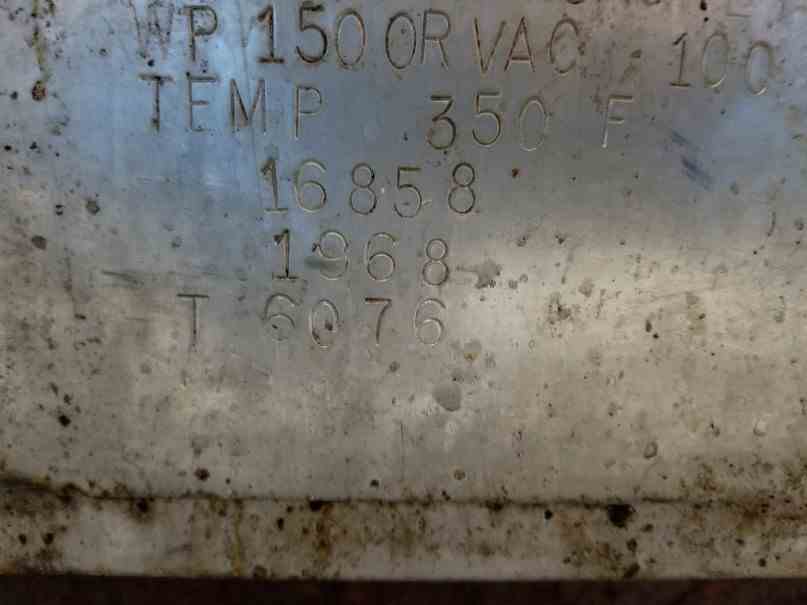 WP 150 OR VAC 100
TEMP 350 F
16858
1968
T 6076